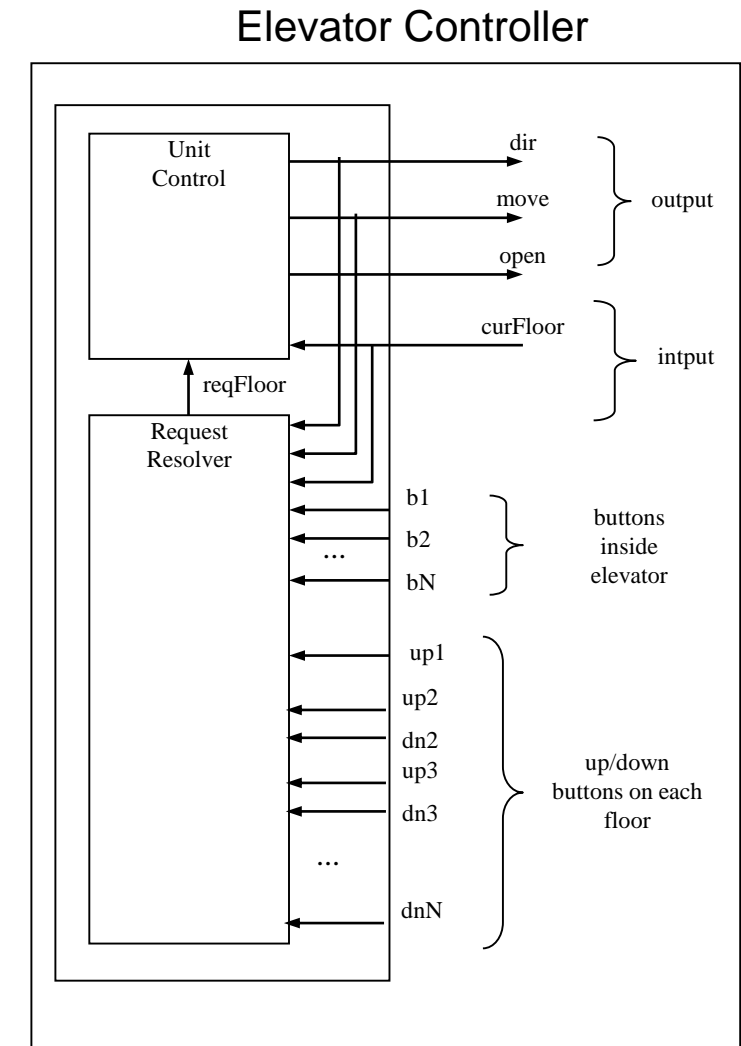 Elevator Controller
Unit
Control
dir
move
open
output
curFloor
intput
reqFloor
Request
Resolver
b1
b2
...
bN
buttons
inside
elevator
up1
up2
dn2
up3
dn3
...
dnN
up/down
buttons on each
floor